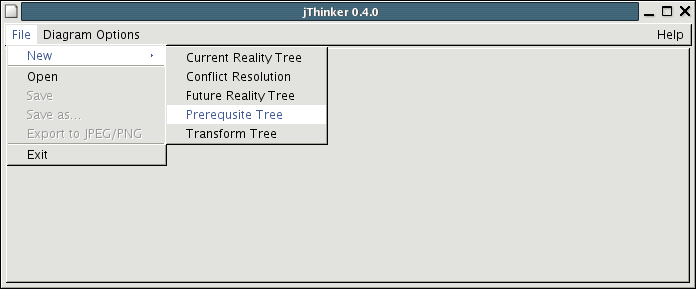 jThinker 0.4.0
File Diagram Options Help
New
Open
Save
Save as...
Export to JPEG/PNG
Exit
Current Reality Tree
Conflict Resolution
Future Reality Tree
Prerequsite Tree
Transform Tree